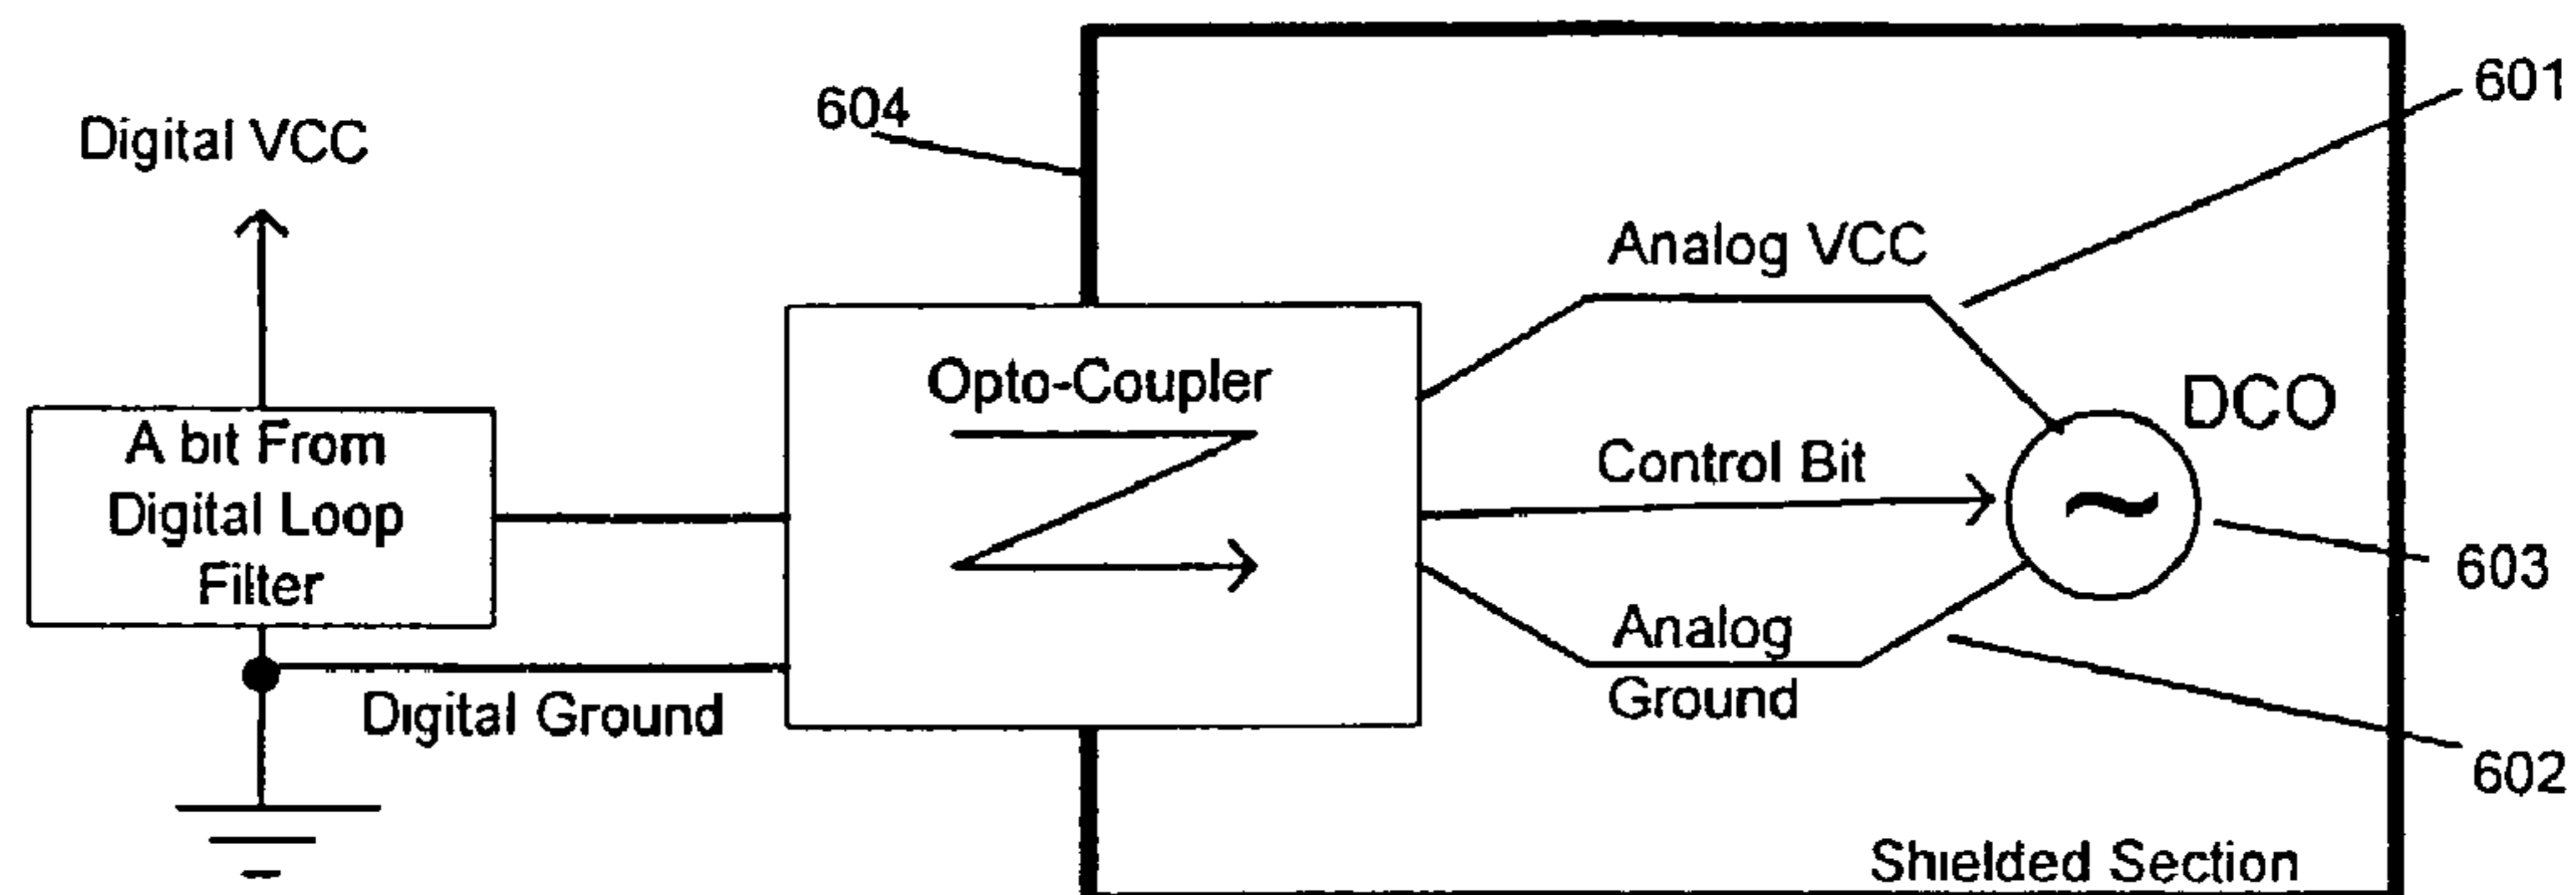 604
601
Digital VCC
Analog VCC
Opto-Coupler
DCO
A bit From
Digital Loop
Filter
Control Bit
~
603
Analog
Ground
Digital Ground
602
Shielded Section